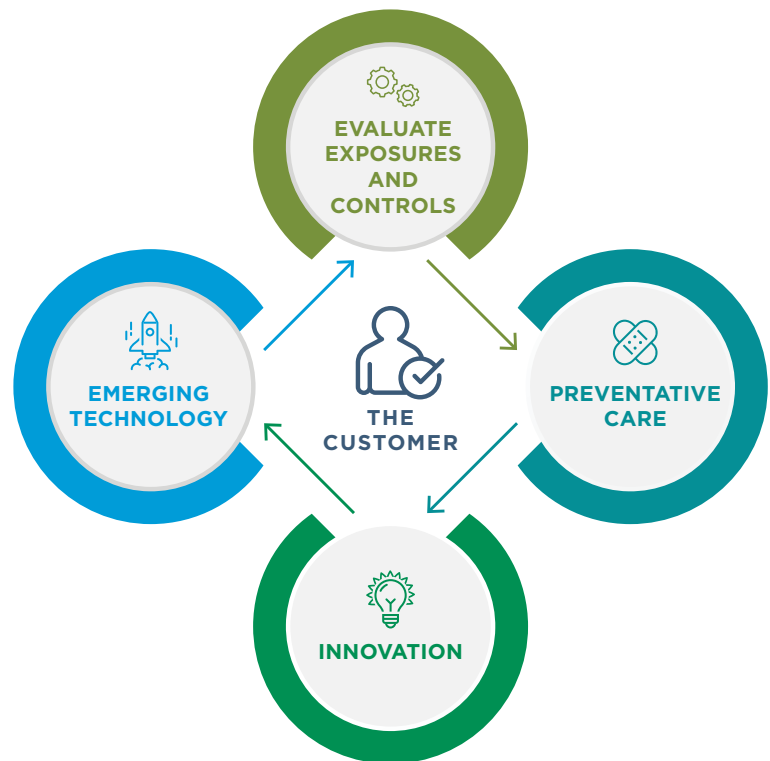 EVALUATE
EXPOSURES
AND
CONTROLS
EMERGING
TECHNOLOGY
THE
CUSTOMER
PREVENTATIVE
CARE
INNOVATION